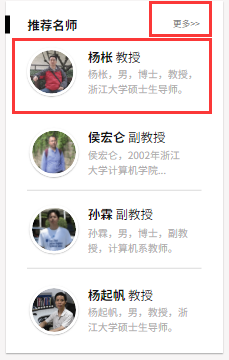 推荐名师
更多>>
杨枨 教授
杨枨，男，博士，教授，
浙江大学硕士生导师。
侯宏仑 副教授
侯宏仑，2002年浙江
大学计算机学院...
孙霖 副教授
孙霖，男，博士，副教
授，计算机系教师。
杨起帆 教授
杨起帆，男，教授，浙
江大学硕士生导师。